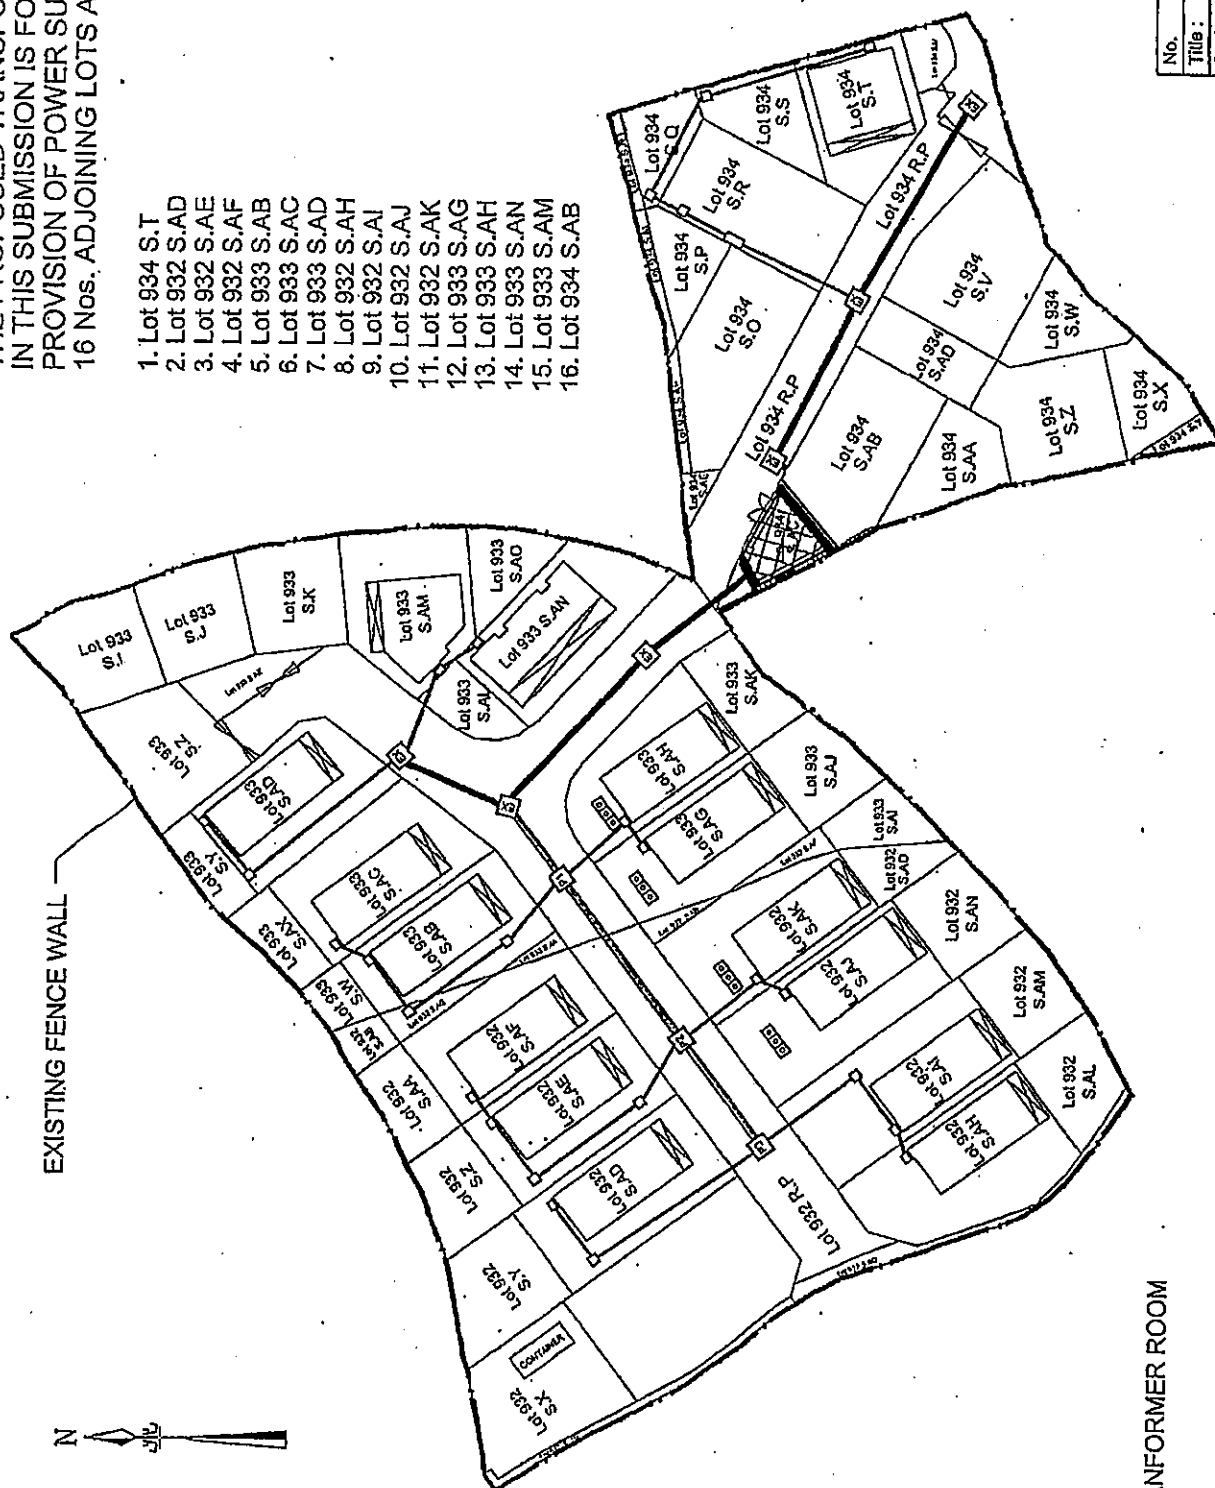 IN THIS SUBMISSION IS FO
PROVISION OF POWER SU
16 Nos. ADJOINING LOTS A
1. Lot 934 S.T
2. Lot 932 S.AD
3. Lot 932 S.AE
4. Lot 932 S.AF
5. Lot 933 S.AB
6. Lot 933 S.AC
7. Lot 933 S.AD
8. Lot 932 S.AH
9. Lot 932 S.AI
10. Lot 932 S.AJ
11. Lot 932 S.AK
12. Lot 933 S.AG
13. Lot 933 S.AH
14. Lot 933 S.AN
15. Lot 933 S.AM
16. Lot 934 S.AB
No.
Title :
EXISTING FENCE WALL
N
NFORMER ROOM
Lot 933
S.I
Lot 933
S.J
Lot 933
S.K
Lot 933
S.AM
Lot 933
S.AO
Lot 933 S.AN
Lot 933
S.AL
Lot 933
S.Z
Lot 933
S.AD
Lot 933
S.Y
Lot 933
S.AX
Lot 933
S.W
Lot 933
S.AC
Lot 933
S.AB
Lot 932
S.AA
Lot 932
S.AF
Lot 932
S.AE
Lot 932
S.Z
Lot 932
S.AD
Lot 932
S.Y
Lot 932
S.X
CONTAINER
Lot 932 R.P
Lot 933
S.AK
Lot 933
S.AH
Lot 933
S.AG
Lot 933
S.AJ
Lot 933
S.AI
Lot 932
S.AO
Lot 932
S.AK
Lot 932
S.AJ
Lot 932
S.AN
Lot 932
S.AM
Lot 932
S.AI
Lot 932
S.AH
Lot 932
S.AL
EX
EX
EX
P1
P2
P3
Lot 934
Lot 934
S.R
Lot 934
S.S
Lot 934
S.T
Lot 934
S.P
Lot 934
S.O
Lot 934 R.P
Lot 934 R.P
EX
EX
Lot 934
S.V
Lot 934
S.W
Lot 934
S.AD
Lot 934
S.AB
Lot 934
S.AA
Lot 934
S.Z
Lot 934
S.X